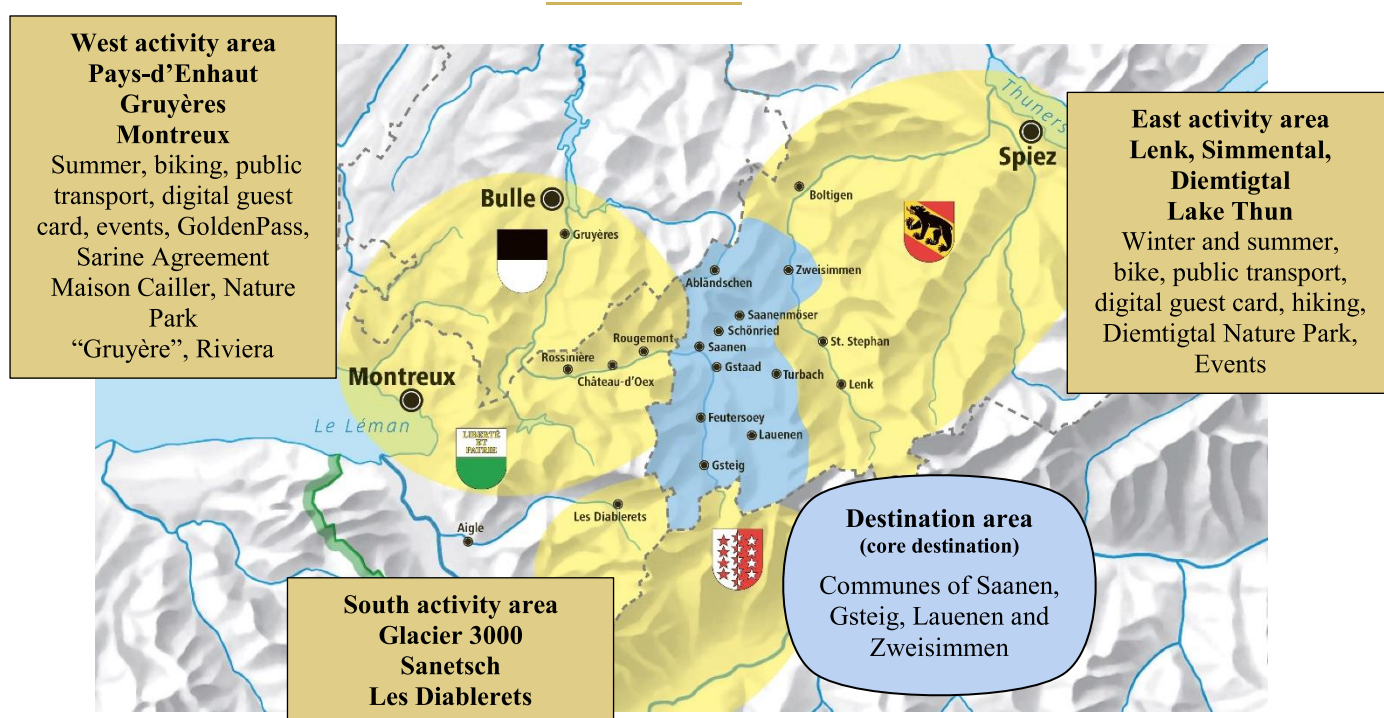 West activity area
Pays-d’Enhaut
Gruyères
Montreux
Summer, biking, public
transport, digital guest
card, events, GoldenPass,
Sarine Agreement
Maison Cailler, Nature
Park
“Gruyère”, Riviera
East activity area
Lenk, Simmental,
Diemtigtal
Lake Thun
Winter and summer,
bike, public transport,
digital guest card, hiking,
Diemtigtal Nature Park,
Events
Thuners
Spiez
Boltigen
Bulle
Gruyères
Zweisimmen
Abländschen
Saanenmöser
Schönried
Rougemont
Saanen
St. Stephan
Rossinière
Gstaad
Château-d’Oex
Turbach
Lenk
Montreux
Feutersoey
Le Léman
Lauenen
LIBERTÉ
ET
PATRIE
Gsteig
Les Diablerets
Aigle
Destination area
(core destination)
Communes of Saanen,
Gsteig, Lauenen and
Zweisimmen
South activity area
Glacier 3000
Sanetsch
Les Diablerets